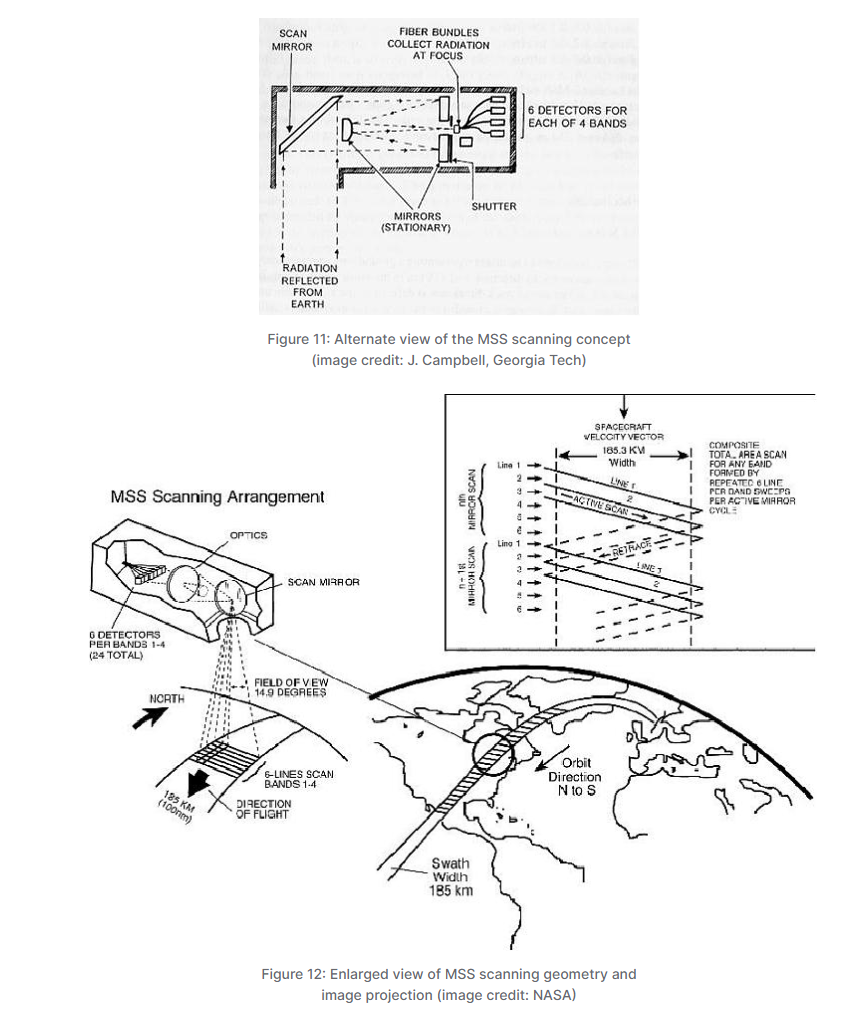 SCAN
MIRROR
FIBER BUNDLES
COLLECT RADIATION
AT FOCUS
6 DETECTORS FOR
EACH OF 4 BANDS
SHUTTER
MIRRORS
(STATIONARY)
RADIATION
REFLECTED
FROM
EARTH
Figure 11: Alternate view of the MSS scanning concept
(image credit: J. Campbell, Georgia Tech)
MSS Scanning Arrangement
OPTICS
SCAN MIRROR
6 DETECTORS
PER BANDS 1-4
(24 TOTAL)
FIELD OF VIEW
14.9 DEGREES
NORTH
6-LINES SCAN
BANDS 1-4
185 KM
(100nm)
DIRECTION
OF FLIGHT
SPACECRAFT
VELOCITY VECTOR
185.3 KM
Width
COMPOSITE
TOTAL AREA SCAN
FOR ANY BAND
FORMED BY
REPEATED 6 LINE
PER BAND SWEEPS
PER ACTIVE MIRROR
CYCLE
MIRROR SCAN
Line 1
2
3
4
5
6
LINE 1
2
ACTIVE SCAN
RETRACE
n + 1st
MIRROR SCAN
Line 1
2
3
4
5
6
2
Orbit
Direction
N to S
Swath
Width
185 km
Figure 12: Enlarged view of MSS scanning geometry and
image projection (image credit: NASA)